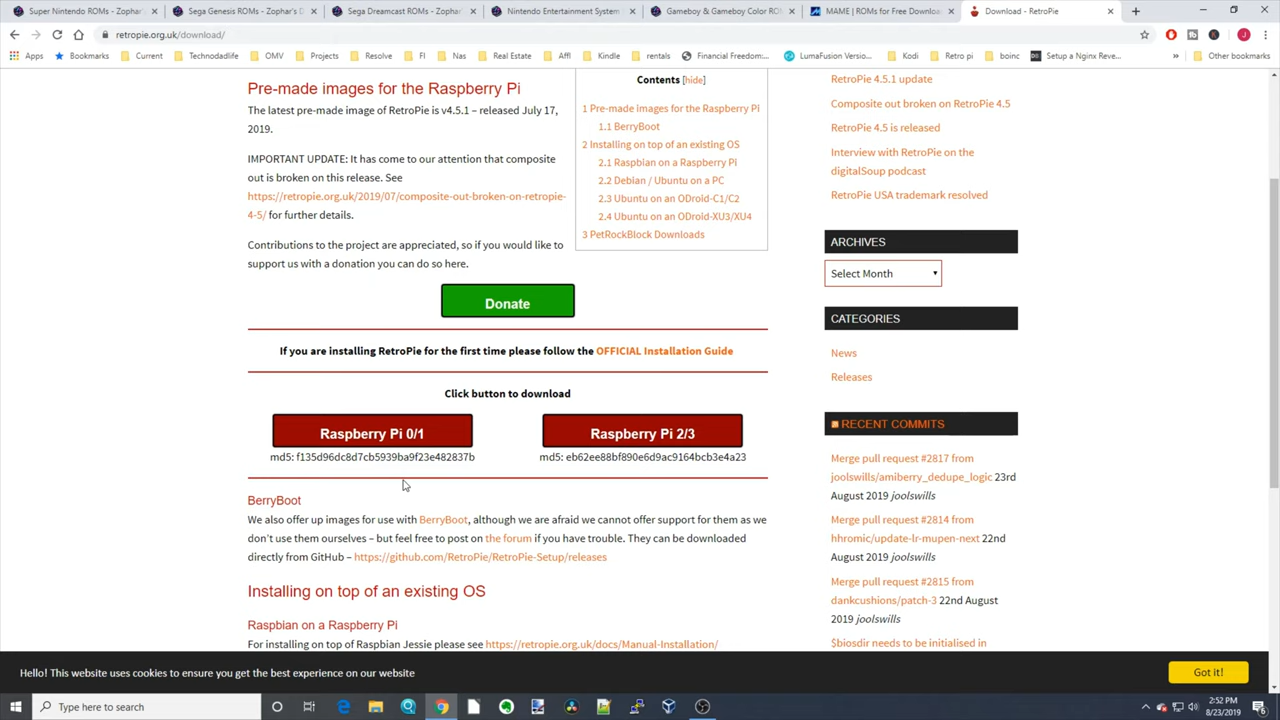 Super Nintendo ROMs - Zophar's
Sega Genesis ROMs - Zophar's D
Sega Dreamcast ROMs - Zophar's
Nintendo Entertainment System
Gameboy & Gameboy Color ROM
MAME | ROMs for Free Downloa
Download - RetroPie
retropie.org.uk/download/
Apps
Bookmarks
Current
Technodadlife
OMV
Projects
Resolve
FI
Nas
Real Estate
Affl
Kindle
rentals
Financial Freedom:...
LumaFusion Versio...
Kodi
Retro pi
boinc
Setup a Nginx Reve...
»
Other bookmarks
Pre-made images for the Raspberry Pi
The latest pre-made image of RetroPie is v4.5.1 – released July 17,
2019.
IMPORTANT UPDATE: It has come to our attention that composite
out is broken on this release. See
https://retropie.org.uk/2019/07/composite-out-broken-on-retropie-
4-5/ for further details.
Contributions to the project are appreciated, so if you would like to
support us with a donation you can do so here.
Contents [hide]
1 Pre-made images for the Raspberry Pi
1.1 BerryBoot
2 Installing on top of an existing OS
2.1 Raspbian on a Raspberry Pi
2.2 Debian / Ubuntu on a PC
2.3 Ubuntu on an ODroid-C1/C2
2.4 Ubuntu on an ODroid-XU3/XU4
3 PetRockBlock Downloads
Donate
If you are installing RetroPie for the first time please follow the OFFICIAL Installation Guide
Click button to download
Raspberry Pi 0/1
md5: f135d96dc8d7cb5939ba9f23e482837b
Raspberry Pi 2/3
md5: eb62ee88bf890e6d9ac9164bcb3e4a23
BerryBoot
We also offer up images for use with BerryBoot, although we are afraid we cannot offer support for them as we
don't use them ourselves – but feel free to post on the forum if you have trouble. They can be downloaded
directly from GitHub – https://github.com/RetroPie/RetroPie-Setup/releases
Installing on top of an existing OS
Raspbian on a Raspberry Pi
For installing on top of Raspbian Jessie please see https://retropie.org.uk/docs/Manual-Installation/
RetroPie 4.5.1 update
Composite out broken on RetroPie 4.5
RetroPie 4.5 is released
Interview with RetroPie on the
digitalSoup podcast
RetroPie USA trademark resolved
ARCHIVES
Select Month
CATEGORIES
News
Releases
RECENT COMMITS
Merge pull request #2817 from
joolswills/amiberry_dedupe_logic 23rd
August 2019 joolswills
Merge pull request #2814 from
hhromic/update-lr-mupen-next 22nd
August 2019 joolswills
Merge pull request #2815 from
dankcushions/patch-3 22nd August
2019 joolswills
$biosdir needs to be initialised in
Hello! This website uses cookies to ensure you get the best experience on our website
Got it!
Type here to search
2:52 PM
8/23/2019
6